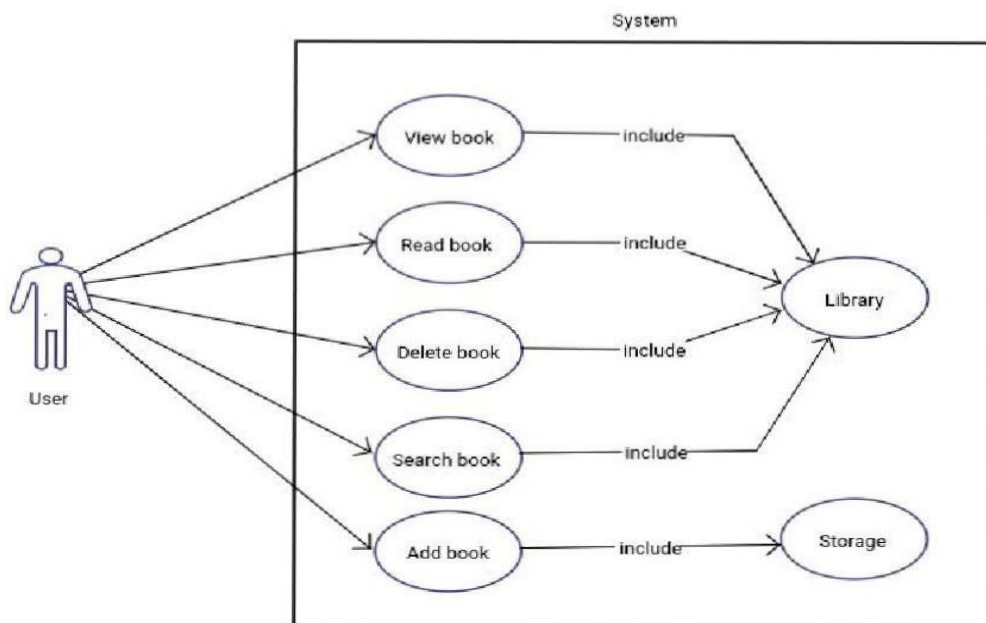 System
View book
include
Read book
include
Library
Delete book
include
User
Search book
include
Add book
include
Storage